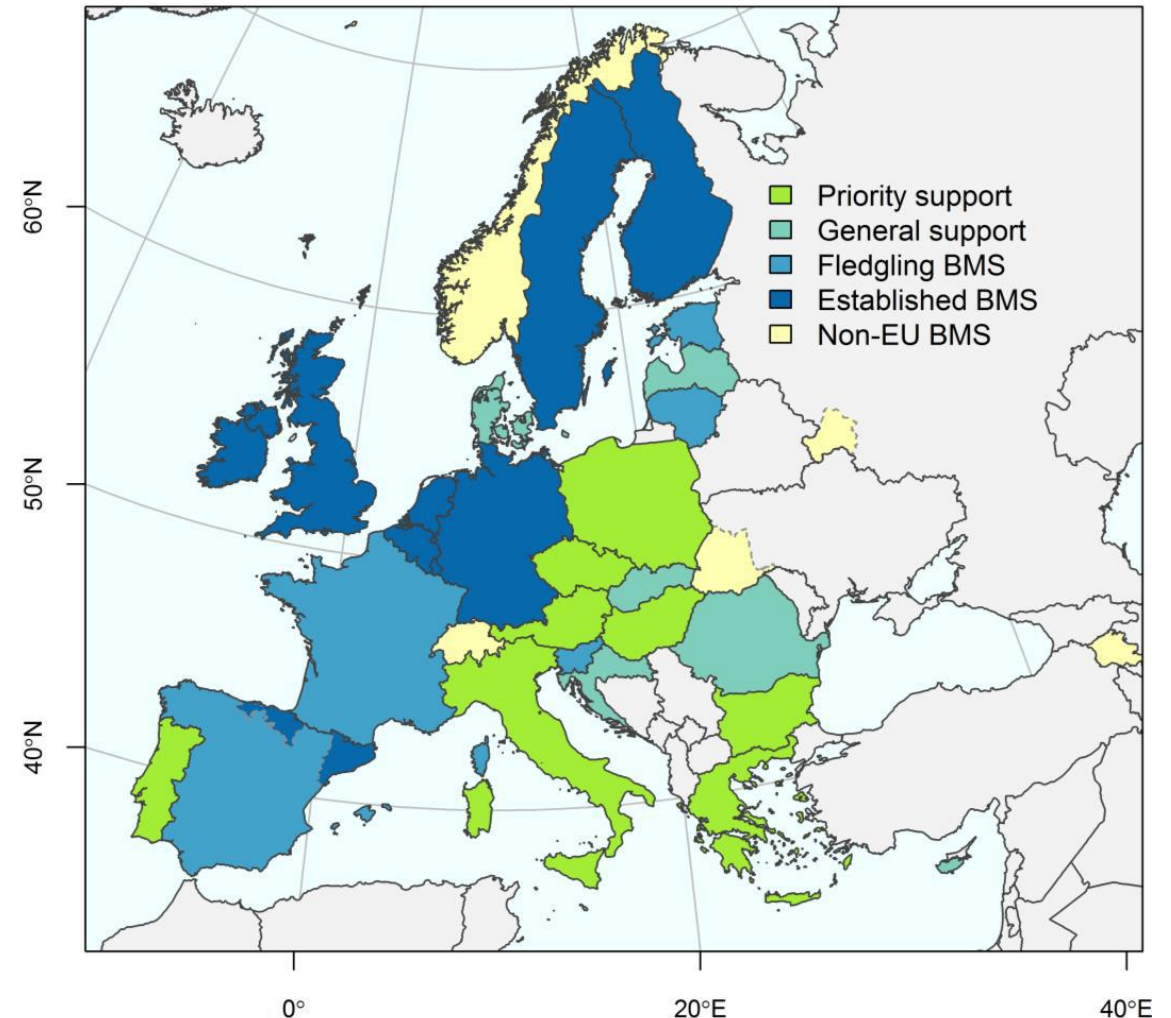 Priority support
General support
Fledgling BMS
Established BMS
Non-EU BMS
60°N
50°N
40°N
0°
20°E
40°E